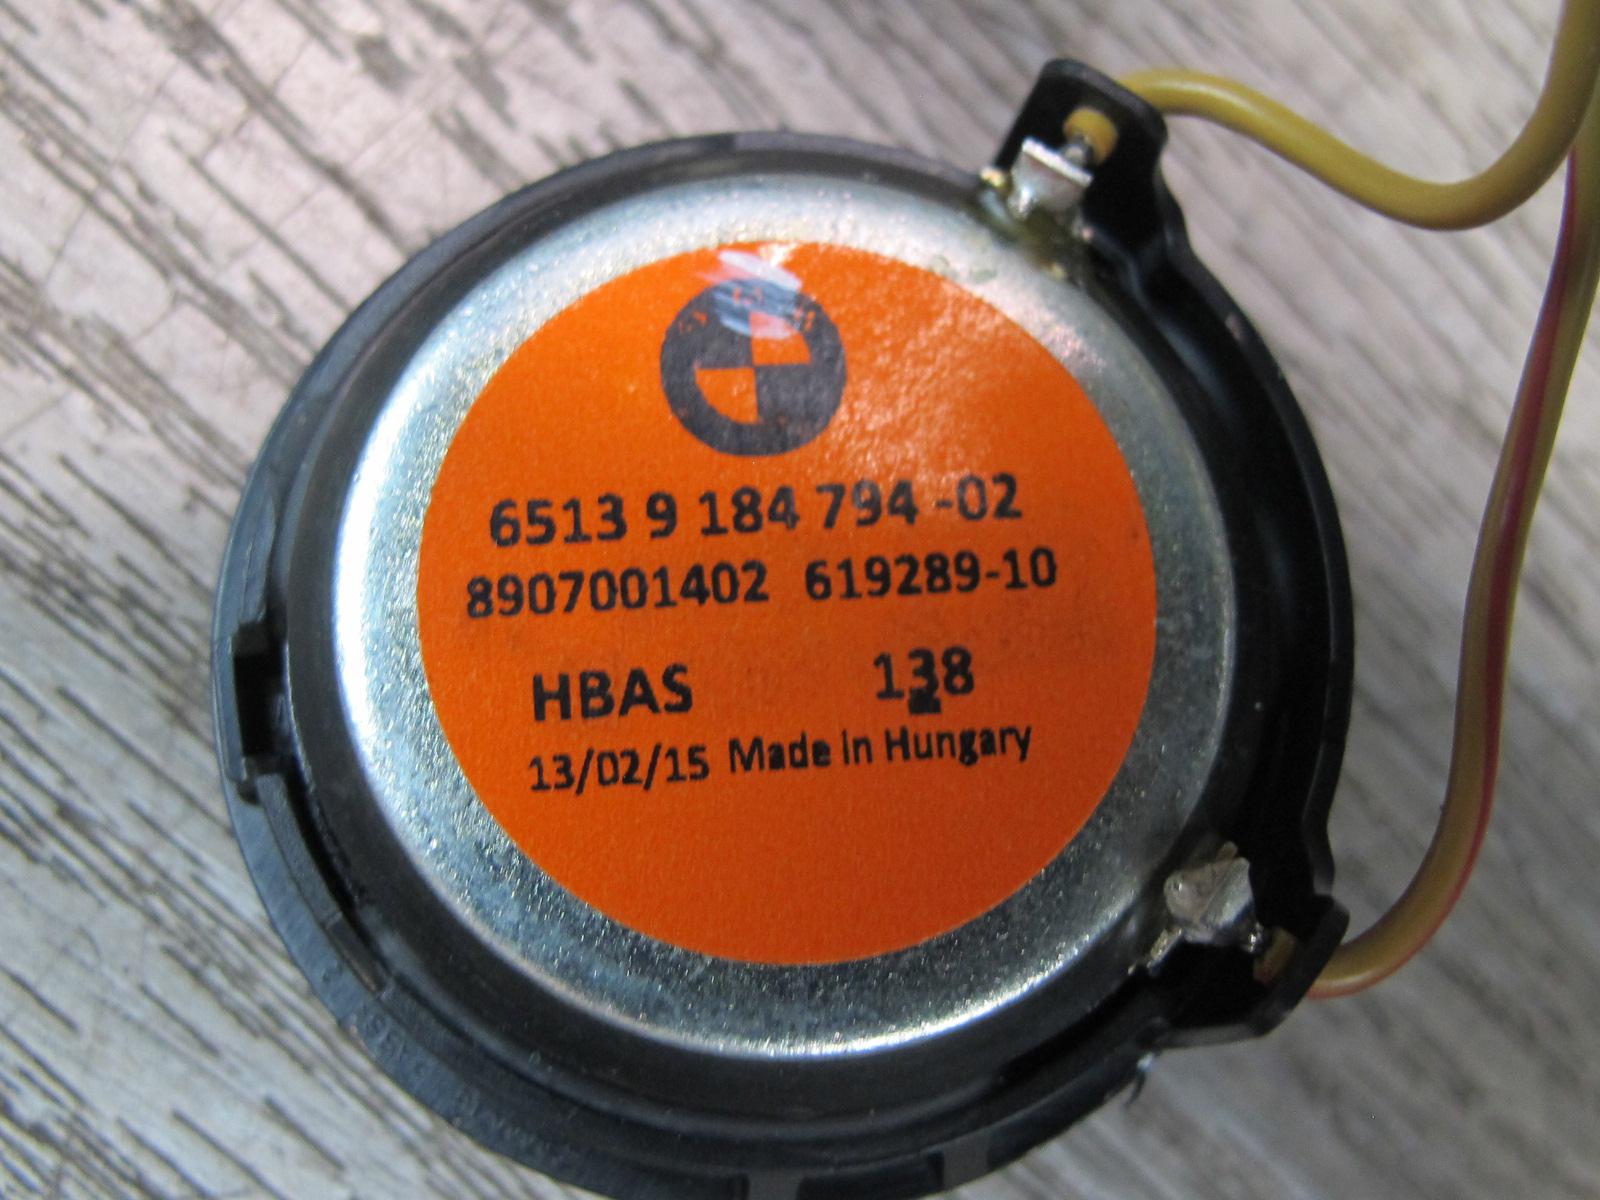 6513 9 184 794 -02
8907001402 619289-10
HBAS 138
13/02/15 Made in Hungary